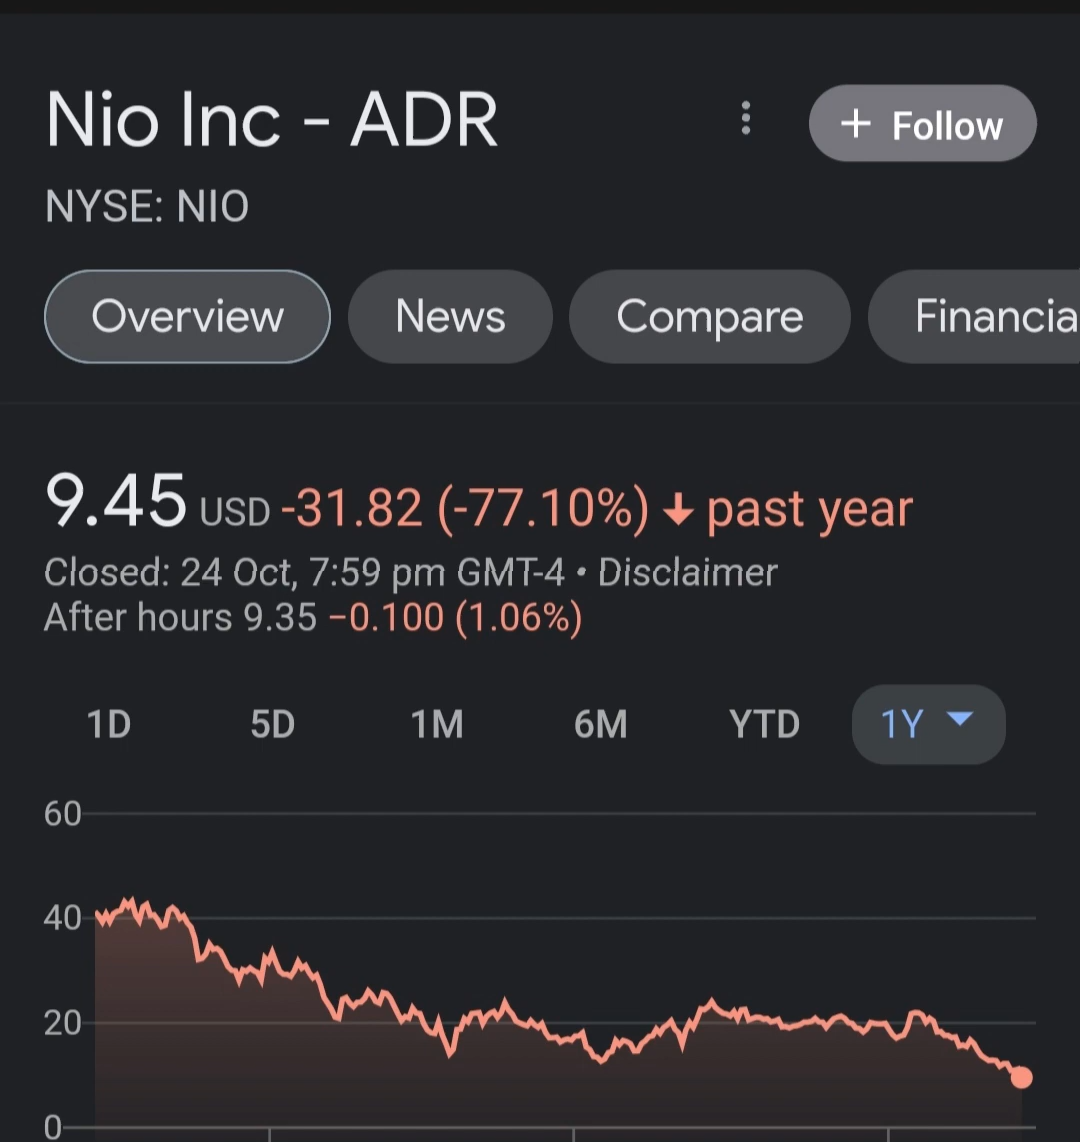 Nio Inc - ADR
+ Follow
NYSE: NIO
Overview News Compare Financia
9.45 USD -31.82 (-77.10%) ↓ past year
Closed: 24 Oct, 7:59 pm GMT-4 • Disclaimer
After hours 9.35 −0.100 (1.06%)
1D 5D 1M 6M YTD 1Y
60
40
20
0